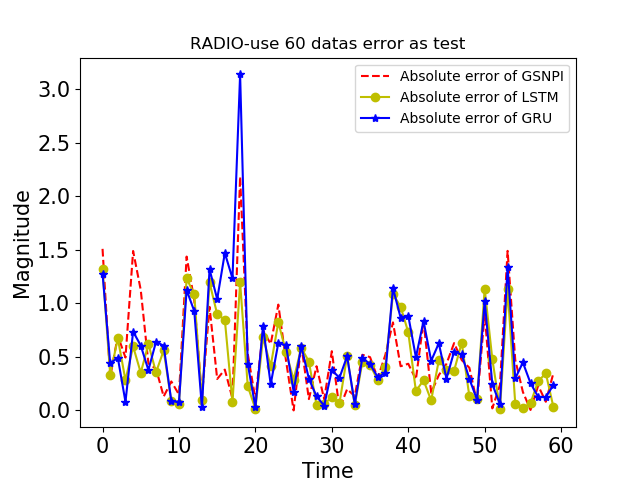 RADIO-use 60 datas error as test
Absolute error of GSNPI
Absolute error of LSTM
Absolute error of GRU
Magnitude
3.0
2.5
2.0
1.5
1.0
0.5
0.0
0 10 20 30 40 50 60
Time